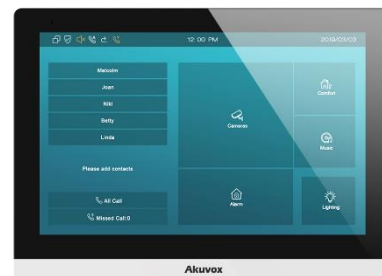 12:00 PM
2019/03/03
Malcolm
Joan
Kiki
Betty
Linda
Please add contacts
All Call
Missed Call:0
Cameras
Comfort
Music
Alarm
Lighting
Akuvox